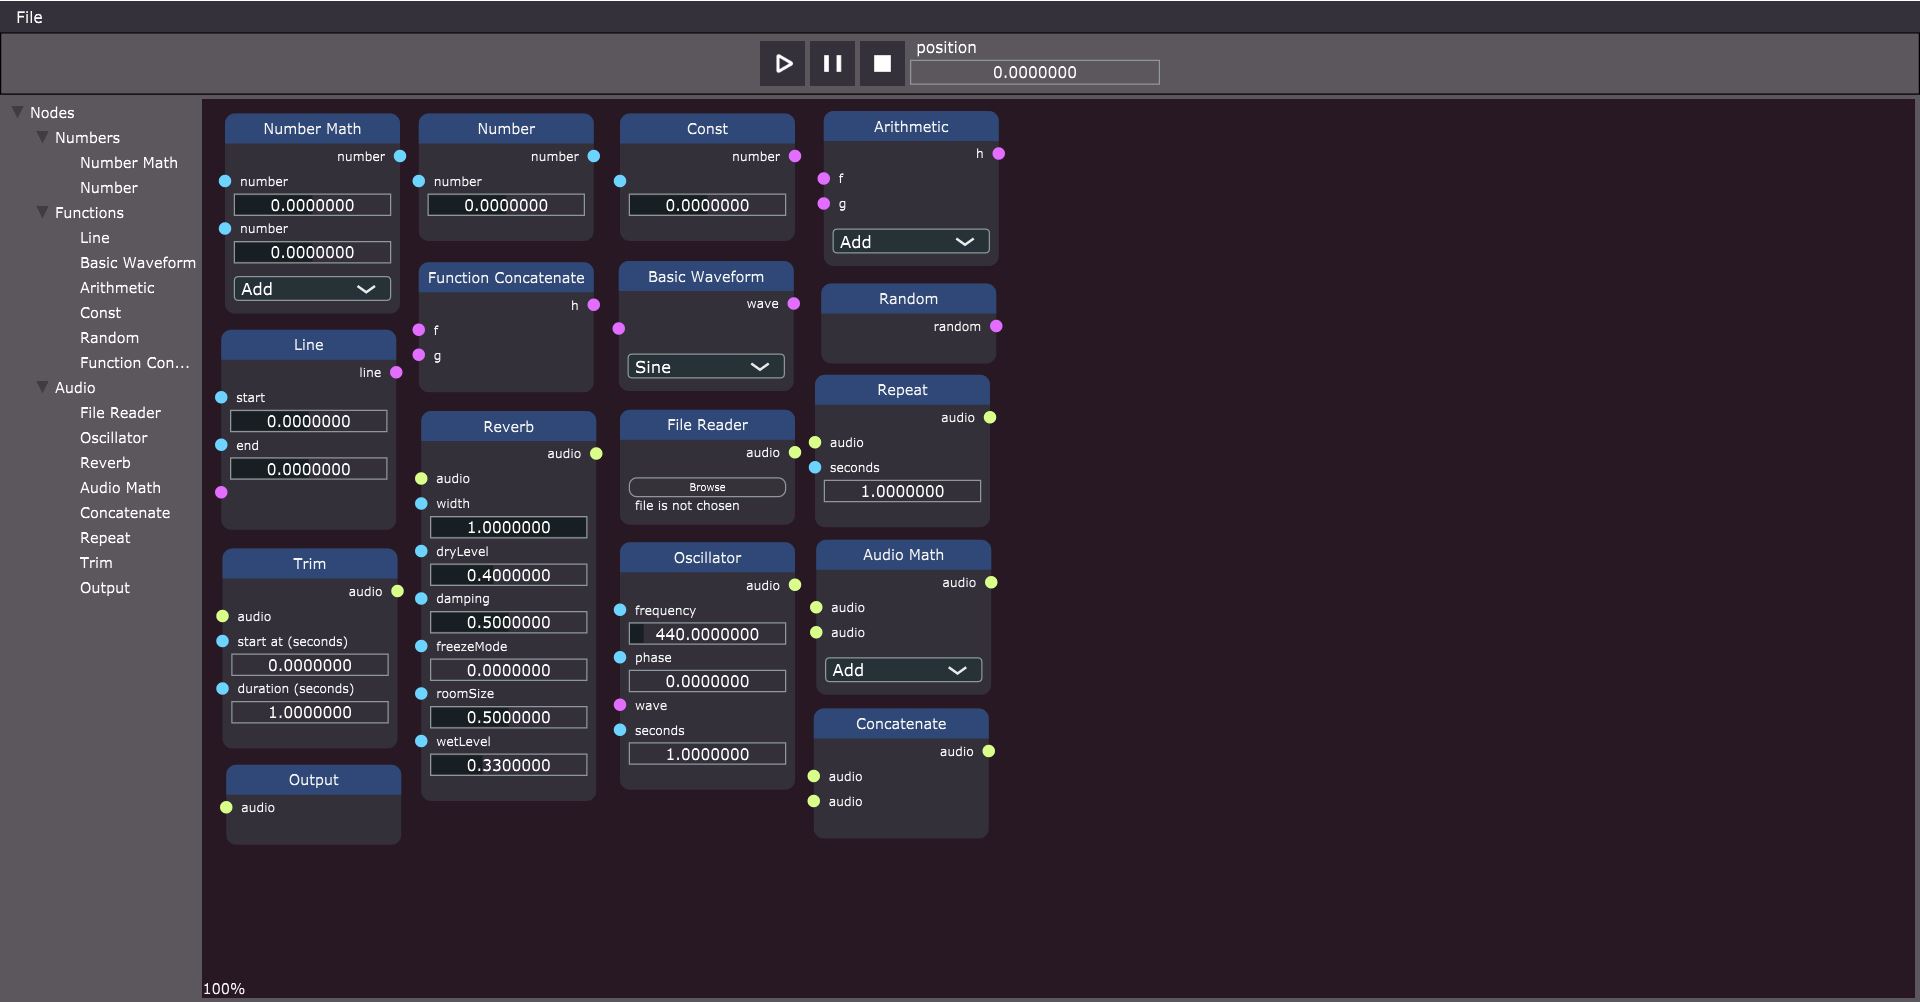 File
position
0.0000000
Nodes
Numbers
Number Math
Number
Functions
Line
Basic Waveform
Arithmetic
Const
Random
Function Con...
Audio
File Reader
Oscillator
Reverb
Audio Math
Concatenate
Repeat
Trim
Output
Number Math
number
number
0.0000000
number
0.0000000
Add
Line
line
start
0.0000000
end
0.0000000
Trim
audio
audio
start at (seconds)
0.0000000
duration (seconds)
1.0000000
Output
audio
Number
number
number
0.0000000
Function Concatenate
h
f
g
Reverb
audio
audio
width
1.0000000
dryLevel
0.4000000
damping
0.5000000
freezeMode
0.0000000
roomSize
0.5000000
wetLevel
0.3300000
Const
number
0.0000000
Basic Waveform
wave
Sine
File Reader
audio
Browse
file is not chosen
Oscillator
audio
frequency
440.0000000
phase
0.0000000
wave
seconds
1.0000000
Arithmetic
h
f
g
Add
Random
random
Repeat
audio
audio
seconds
1.0000000
Audio Math
audio
audio
audio
Add
Concatenate
audio
audio
audio
100%